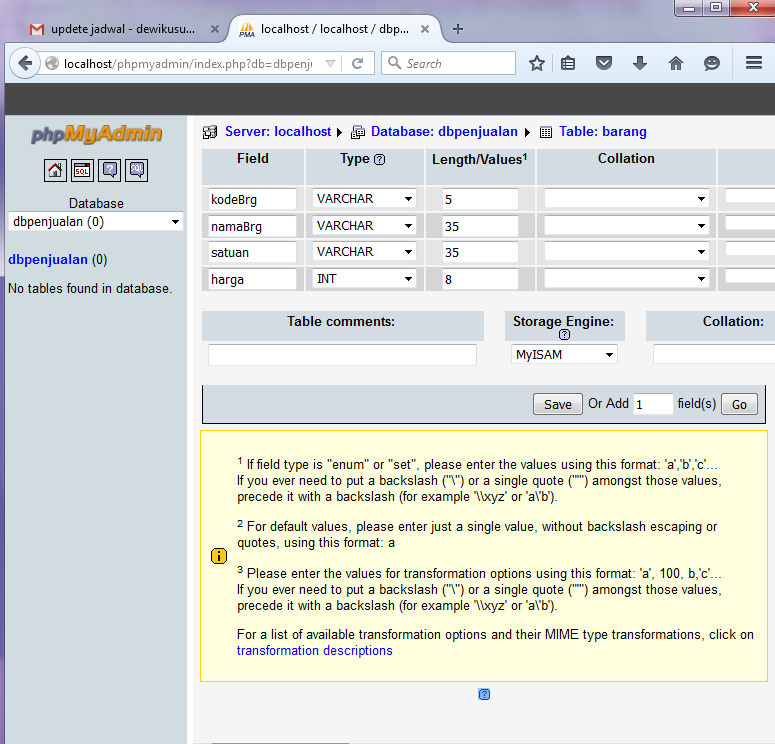 updete jadwal - dewikusu...
localhost / localhost / dbp...
localhost/phpmyadmin/index.php?db=dbpenj
Search
phpMyAdmin
Server: localhost
Database: dbpenjualan
Table: barang
SQL
Database
dbpenjualan (0)
dbpenjualan (0)
No tables found in database.
Field Type Length/Values1 Collation
kodeBrg VARCHAR 5
namaBrg VARCHAR 35
satuan VARCHAR 35
harga INT 8
Table comments: Storage Engine: Collation:
MyISAM
Save Or Add 1 field(s) Go
1 If field type is "enum" or "set", please enter the values using this format: 'a','b','c'...
If you ever need to put a backslash ("\") or a single quote ("'") amongst those values,
precede it with a backslash (for example '\\xyz' or 'a\'b').
2 For default values, please enter just a single value, without backslash escaping or
quotes, using this format: a
3 Please enter the values for transformation options using this format: 'a', 100, b,'c'...
If you ever need to put a backslash ("\") or a single quote ("'") amongst those values,
precede it with a backslash (for example '\\xyz' or 'a\'b').
For a list of available transformation options and their MIME type transformations, click on
transformation descriptions